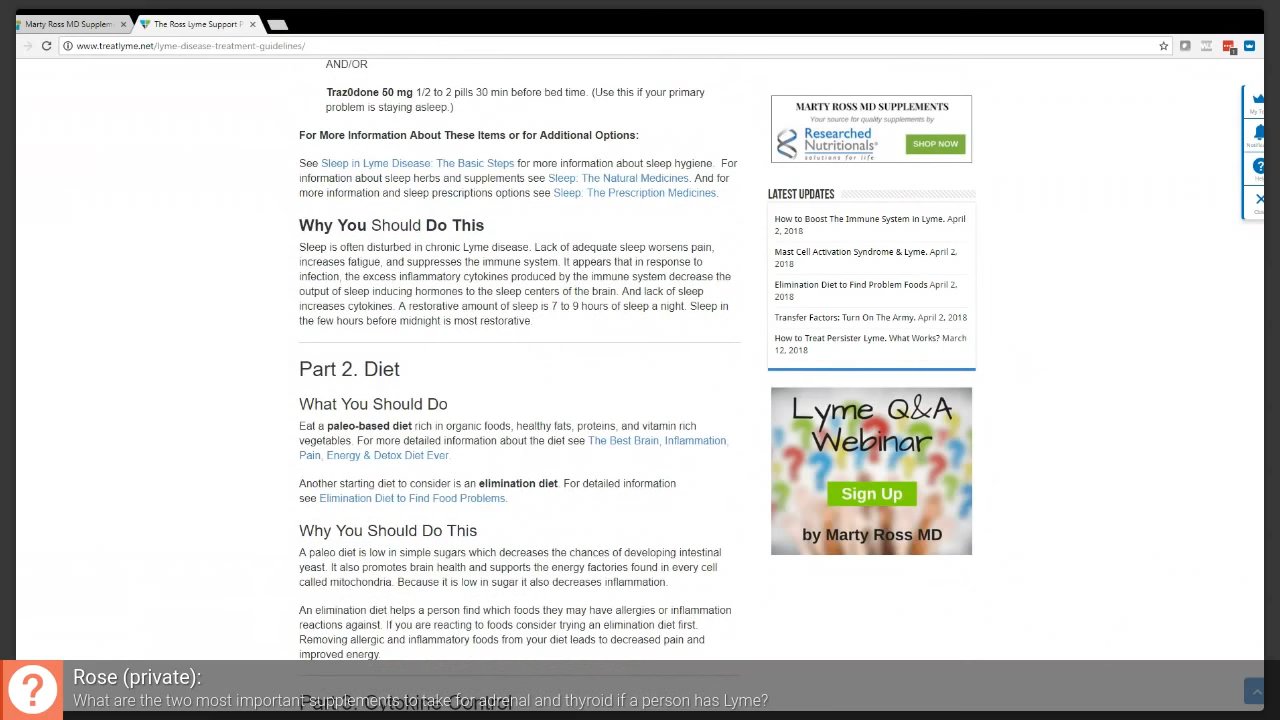 Marty Ross MD Supplem
The Ross Lyme Support P
www.treatlyme.net/lyme-disease-treatment-guidelines/
AND/OR
Traz0done 50 mg 1/2 to 2 pills 30 min before bed time. (Use this if your primary
problem is staying asleep.)
For More Information About These Items or for Additional Options:
See Sleep in Lyme Disease: The Basic Steps for more information about sleep hygiene. For
information about sleep herbs and supplements see Sleep: The Natural Medicines. And for
more information and sleep prescriptions options see Sleep: The Prescription Medicines.
Why You Should Do This
Sleep is often disturbed in chronic Lyme disease. Lack of adequate sleep worsens pain,
increases fatigue, and suppresses the immune system. It appears that in response to
infection, the excess inflammatory cytokines produced by the immune system decrease the
output of sleep inducing hormones to the sleep centers of the brain. And lack of sleep
increases cytokines. A restorative amount of sleep is 7 to 9 hours of sleep a night. Sleep in
the few hours before midnight is most restorative.
Part 2. Diet
What You Should Do
Eat a paleo-based diet rich in organic foods, healthy fats, proteins, and vitamin rich
vegetables. For more detailed information about the diet see The Best Brain, Inflammation,
Pain, Energy & Detox Diet Ever.
Another starting diet to consider is an elimination diet. For detailed information
see Elimination Diet to Find Food Problems.
Why You Should Do This
A paleo diet is low in simple sugars which decreases the chances of developing intestinal
yeast. It also promotes brain health and supports the energy factories found in every cell
called mitochondria. Because it is low in sugar it also decreases inflammation.
An elimination diet helps a person find which foods they may have allergies or inflammation
reactions against. If you are reacting to foods consider trying an elimination diet first.
Removing allergic and inflammatory foods from your diet leads to decreased pain and
improved energy.
MARTY ROSS MD SUPPLEMENTS
Your source for quality supplements by
Researched
Nutritionals
solutions for life
SHOP NOW
LATEST UPDATES
How to Boost The Immune System in Lyme. April
2, 2018
Mast Cell Activation Syndrome & Lyme. April 2,
2018
Elimination Diet to Find Problem Foods April 2,
2018
Transfer Factors: Turn On The Army. April 2, 2018
How to Treat Persister Lyme. What Works? March
12, 2018
Lyme Q&A
Webinar
Sign Up
by Marty Ross MD
Rose (private):
What are the two most important supplements to take for adrenal and thyroid if a person has Lyme?
Cytokine Control